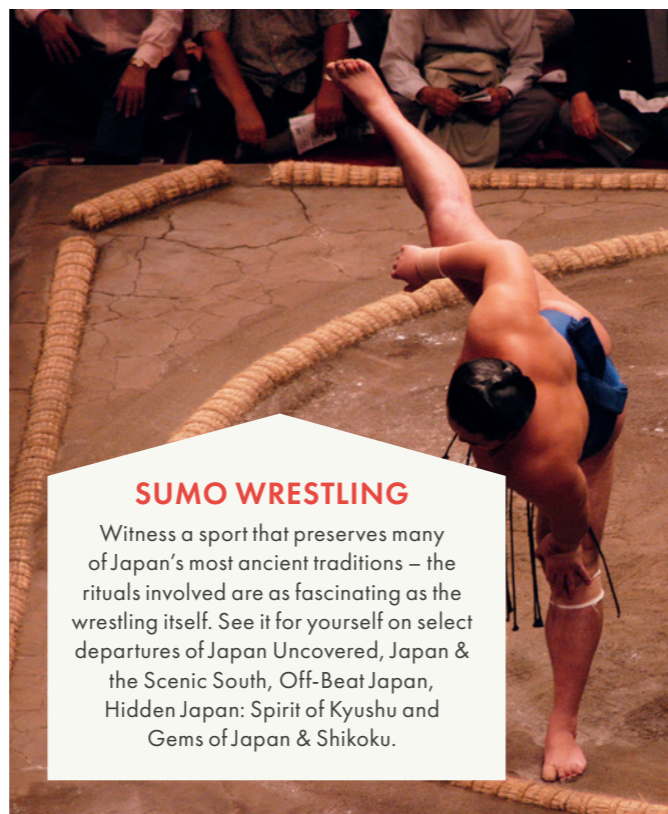 SUMO WRESTLING
Witness a sport that preserves many
of Japan’s most ancient traditions – the
rituals involved are as fascinating as the
wrestling itself. See it for yourself on select
departures of Japan Uncovered, Japan &
the Scenic South, Off-Beat Japan,
Hidden Japan: Spirit of Kyushu and
Gems of Japan & Shikoku.